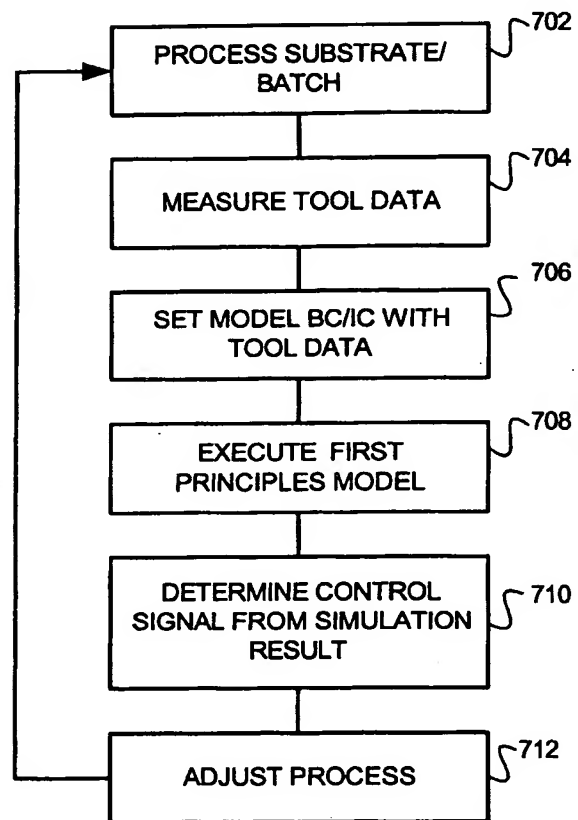 702
PROCESS SUBSTRATE/
BATCH
704
MEASURE TOOL DATA
706
SET MODEL BC/IC WITH
TOOL DATA
708
EXECUTE FIRST
PRINCIPLES MODEL
710
DETERMINE CONTROL
SIGNAL FROM SIMULATION
RESULT
712
ADJUST PROCESS